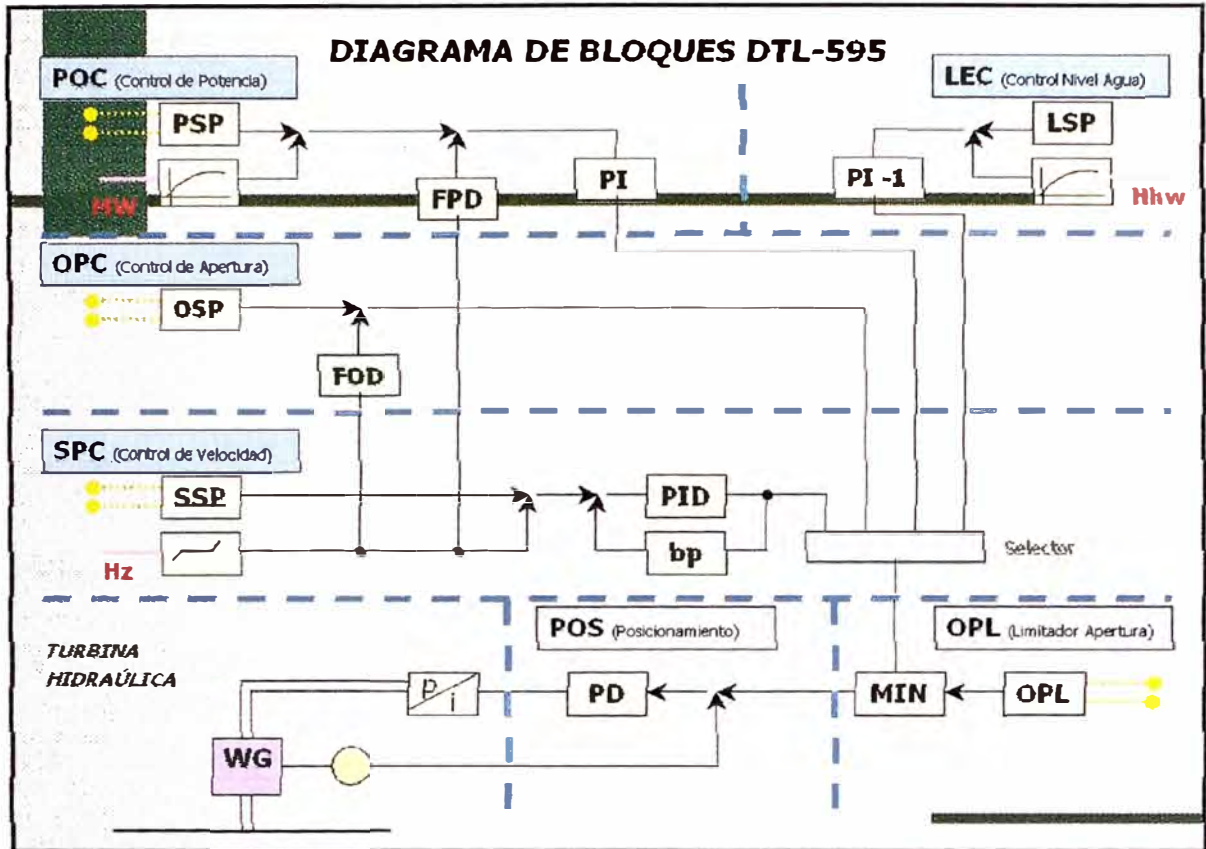 DIAGRAMA DE BLOQUES DTL-595
POC (Control de Potencia)
LEC (Control Nivel Agua)
PSP
LSP
PI
PI -1
FPD
MW
Hhw
OPC (Control de Apertura)
OSP
FOD
SPC (Control de Velocidad)
SSP
PID
bp
Selector
Hz
POS (Posicionamiento)
OPL (Limitador Apertura)
TURBINA
HIDRAÚLICA
P/i
PD
MIN
OPL
WG